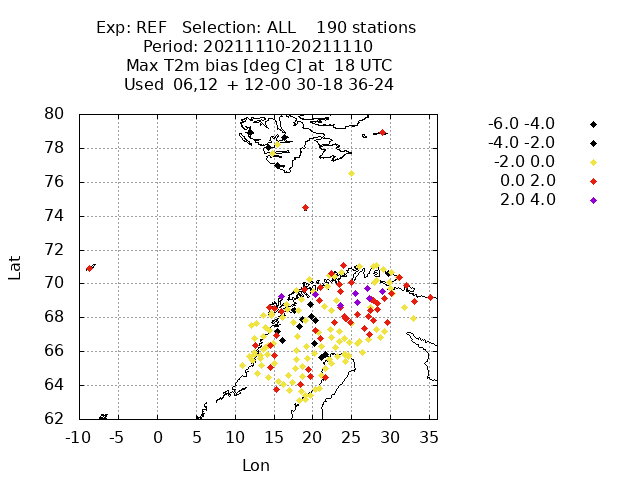 Exp: REF Selection: ALL 190 stations
Period: 20211110-20211110
Max T2m bias [deg C] at 18 UTC
Used 06,12 + 12-00 30-18 36-24
-6.0 -4.0
-4.0 -2.0
-2.0 0.0
0.0 2.0
2.0 4.0
80
78
76
74
72
70
68
66
64
62
Lat
-10 -5 0 5 10 15 20 25 30 35
Lon